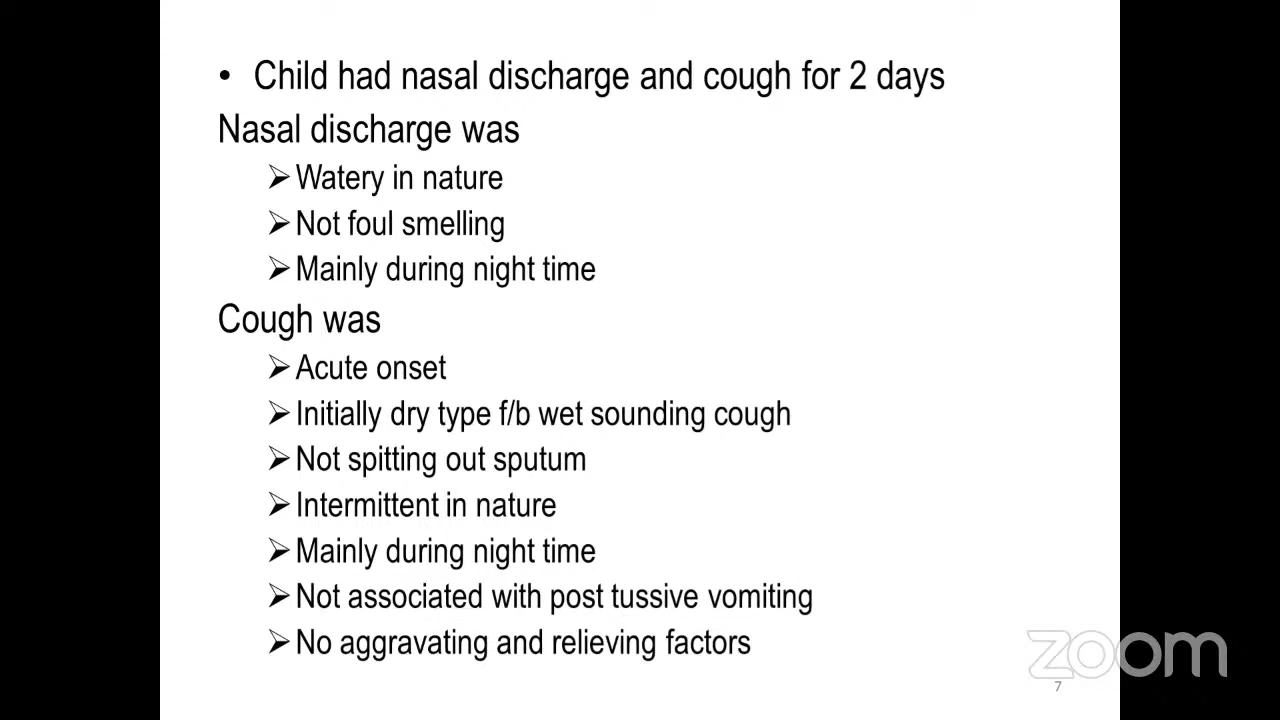 • Child had nasal discharge and cough for 2 days
Nasal discharge was
➢Watery in nature
➢Not foul smelling
➢Mainly during night time
Cough was
➢Acute onset
➢Initially dry type f/b wet sounding cough
➢Not spitting out sputum
➢Intermittent in nature
➢Mainly during night time
➢Not associated with post tussive vomiting
➢No aggravating and relieving factors
zoom
7